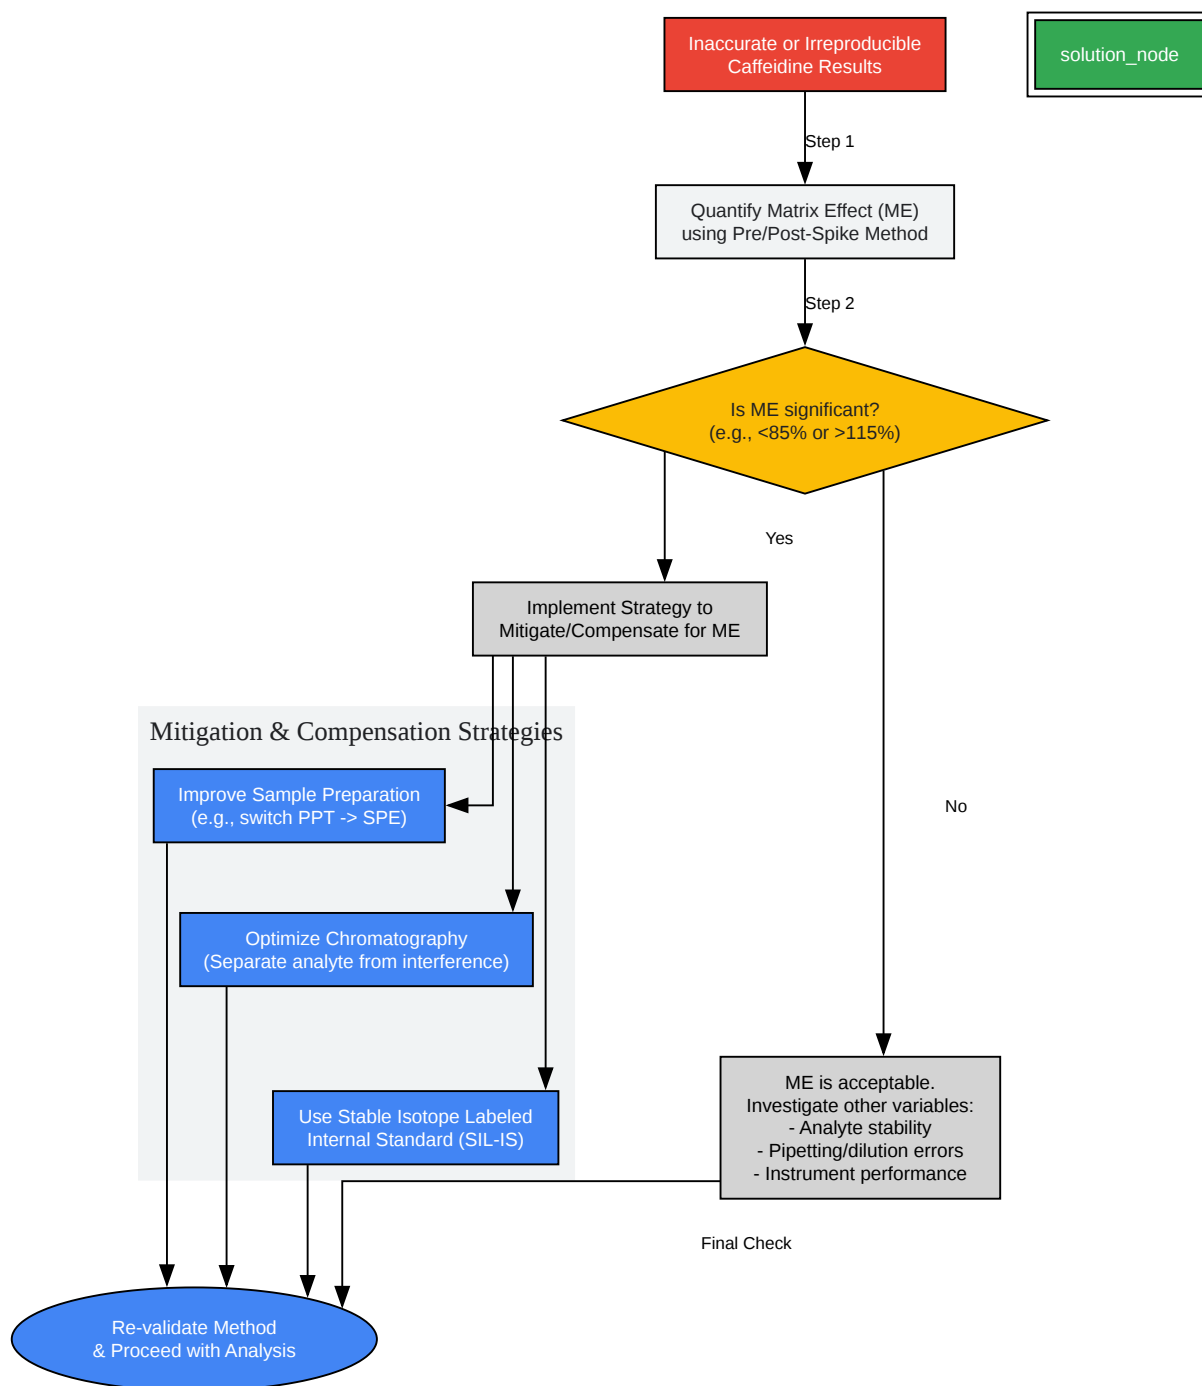 Inaccurate or Irreproducible
Caffeidine Results
solution_node
Step 1
Quantify Matrix Effect (ME)
using Pre/Post-Spike Method
Step 2
Is ME significant?
(e.g., <85% or >115%)
Yes
Implement Strategy to
Mitigate/Compensate for ME
Mitigation & Compensation Strategies
Improve Sample Preparation
(e.g., switch PPT -> SPE)
No
Optimize Chromatography
(Separate analyte from interference)
Use Stable Isotope Labeled
Internal Standard (SIL-IS)
ME is acceptable.
Investigate other variables:
- Analyte stability
- Pipetting/dilution errors
- Instrument performance
Final Check
Re-validate Method
& Proceed with Analysis